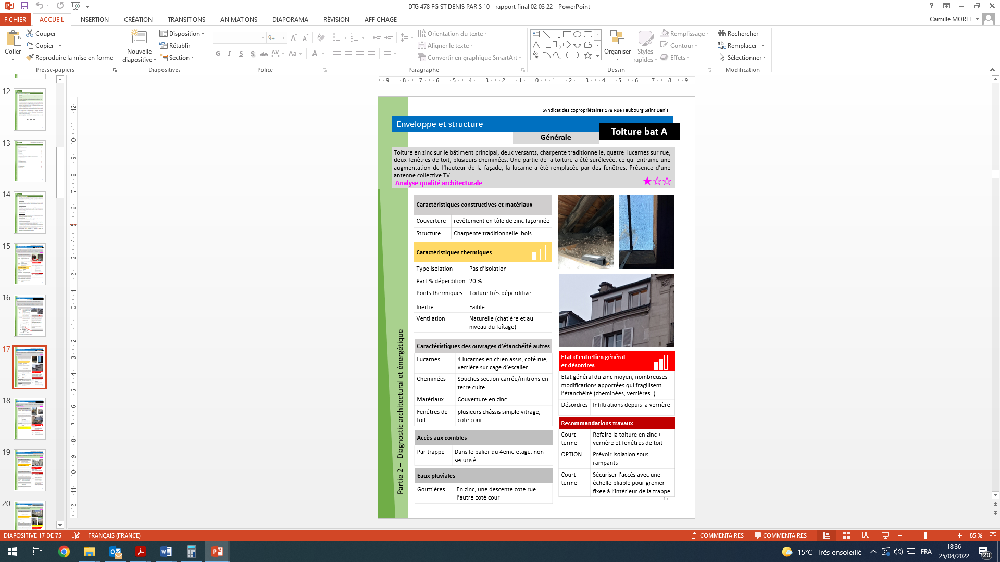 DTG 478 FG ST DENIS PARIS 10 - rapport final 02 03 22 - PowerPoint
FICHIER
ACCUEIL
INSERTION
CRÉATION
TRANSITIONS
ANIMATIONS
DIAPORAMA
RÉVISION
AFFICHAGE
Camille MOREL
Coller
Couper
Copier
Reproduire la mise en forme
Presse-papiers
Nouvelle
diapositive
Disposition
Rétablir
Section
Diapositives
9+
G I S S abc AV Aa A
Police
Orientation du texte
Aligner le texte
Convertir en graphique SmartArt
Paragraphe
Organiser
Styles
rapides
Remplissage
Contour
Effets
Dessin
Rechercher
Remplacer
Sélectionner
Modification
12
13
14
15
16
17
18
19
20
9 8 7 6 5 4 3 2 1 0 1 2 3 4 5 6 7 8 9
12 11 10 9 8 7 6 5 4 3 2 1 0 1 2 3 4 5 6 7 8 9 10 11 12
Syndicat des copropriétaires 178 Rue Faubourg Saint Denis
Enveloppe et structure
Toiture bat A
Générale
Toiture en zinc sur le bâtiment principal, deux versants, charpente traditionnelle, quatre lucarnes sur rue,
deux fenêtres de toit, plusieurs cheminées. Une partie de la toiture a été surélevée, ce qui entraine une
augmentation de l’hauteur de la façade, la lucarne a été remplacée par des fenêtres. Présence d’une
antenne collective TV.
Analyse qualité architecturale
Caractéristiques constructives et matériaux
Couverture revêtement en tôle de zinc façonnée
Structure Charpente traditionnelle bois
Caractéristiques thermiques
Type isolation Pas d’isolation
Part % déperdition 20 %
Ponts thermiques Toiture très déperditive
Inertie Faible
Ventilation Naturelle (chatière et au
niveau du faîtage)
Caractéristiques des ouvrages d’étanchéité autres
Lucarnes 4 lucarnes en chien assis, coté rue,
verrière sur cage d’escalier
Cheminées Souches section carrée/mitrons en
terre cuite
Matériaux Couverture en zinc
Fenêtres de plusieurs châssis simple vitrage,
toit cote cour
Accès aux combles
Par trappe Dans le palier du 4éme étage, non
sécurisé
Eaux pluviales
Gouttières En zinc, une descente coté rue
l’autre coté cour
Etat d’entretien général
et désordres
Etat général du zinc moyen, nombreuses
modifications apportées qui fragilisent
l’étanchéité (cheminées, verrières..)
Désordres Infiltrations depuis la verrière
Recommandations travaux
Court Refaire la toiture en zinc +
terme verrière et fenêtres de toit
OPTION Prévoir isolation sous
rampants
Court Sécuriser l’accès avec une
terme échelle pliable pour grenier
fixée à l’intérieur de la trappe
17
Partie 2 – Diagnostic architectural et énergétique
DIAPOSITIVE 17 DE 75
FRANÇAIS (FRANCE)
COMMENTAIRES
COMMENTAIRES
85 %
15°C Très ensoleillé
FRA
18:36
25/04/2022
20